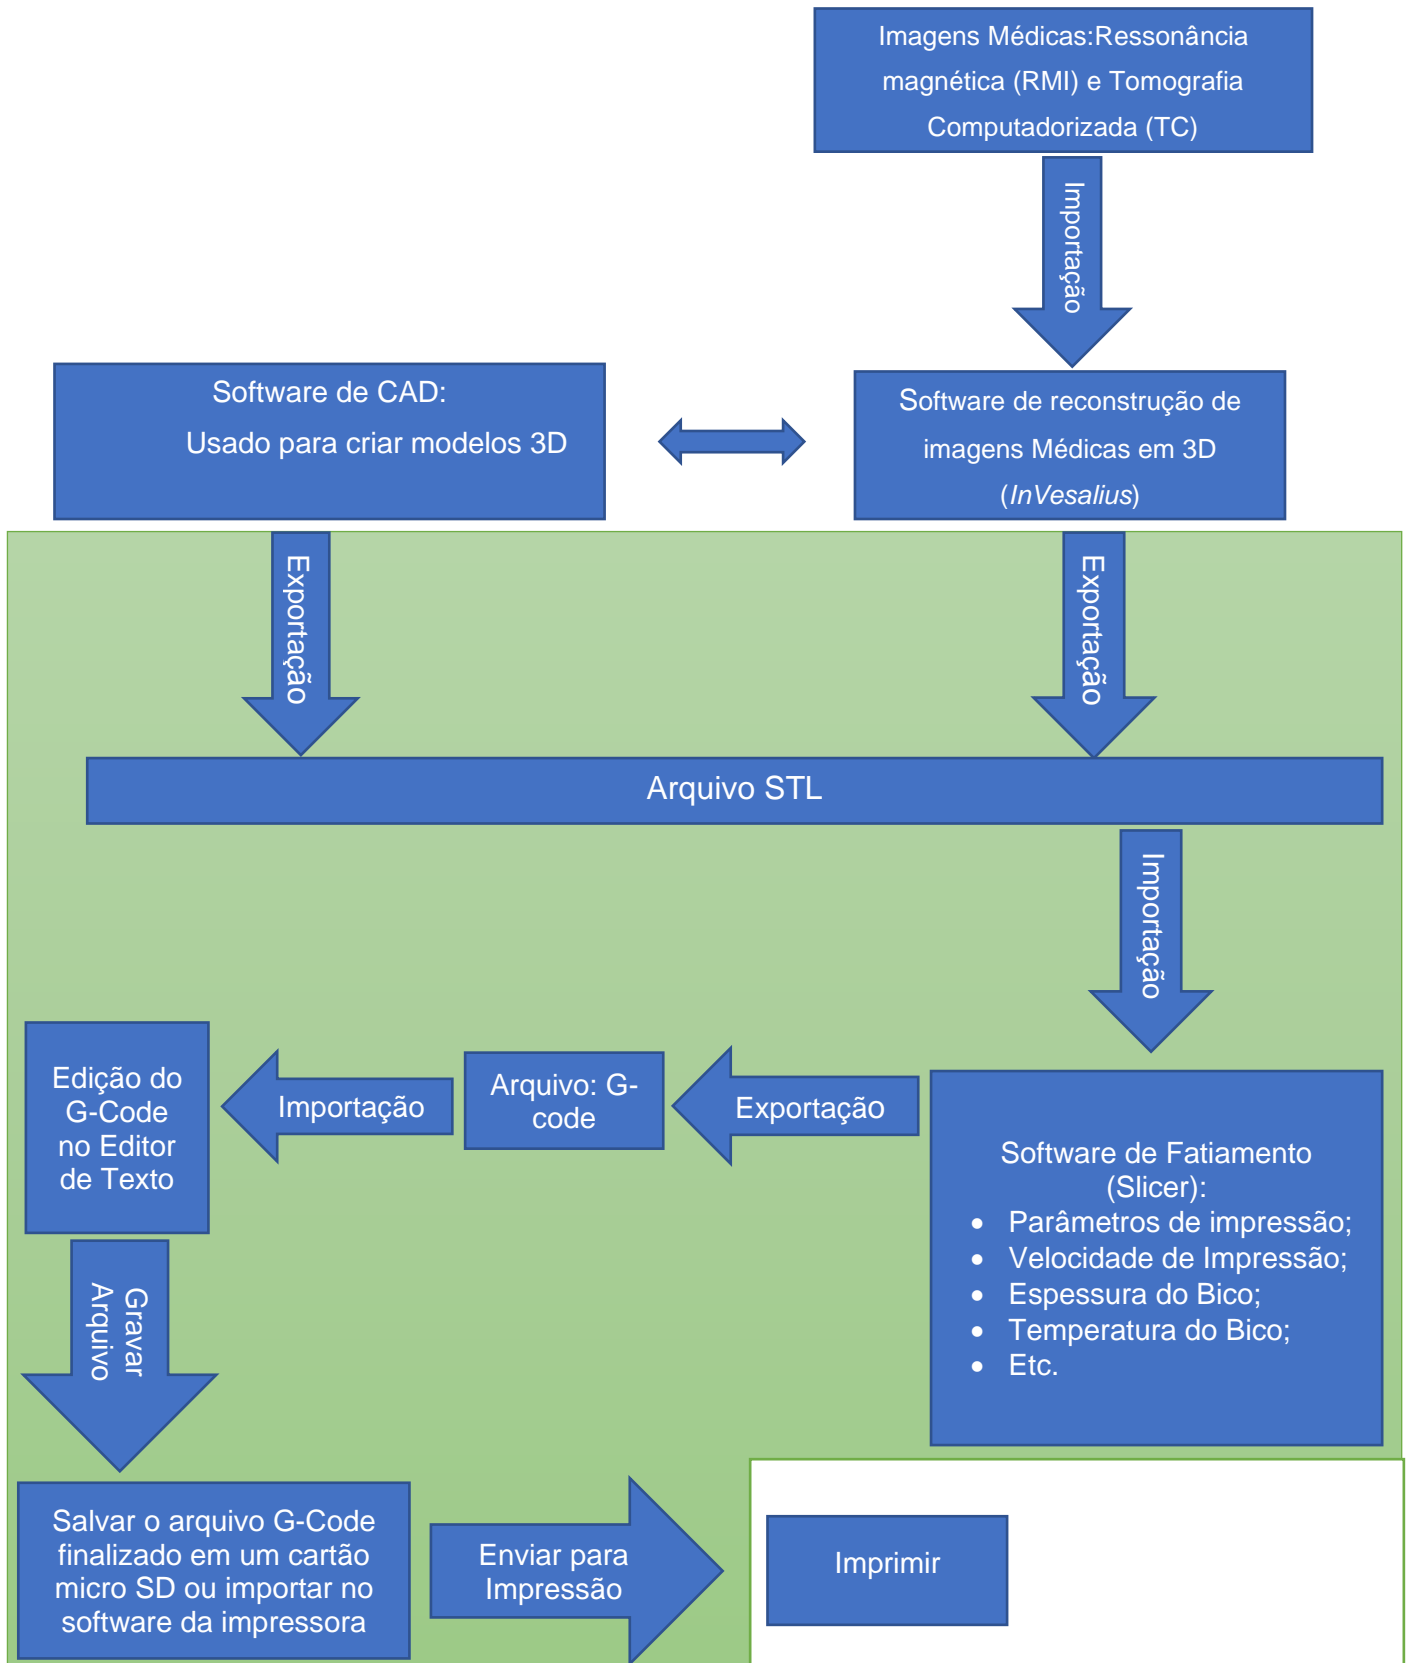 Imagens Médicas:Ressonância
magnética (RMI) e Tomografia
Computadorizada (TC)
Importação
Software de CAD:
Usado para criar modelos 3D
Software de reconstrução de
imagens Médicas em 3D
(InVesalius)
Exportação
Exportação
Arquivo STL
Importação
Software de Fatiamento
(Slicer):
• Parâmetros de impressão;
• Velocidade de Impressão;
• Espessura do Bico;
• Temperatura do Bico;
• Etc.
Exportação
Arquivo: G-
code
Importação
Edição do
G-Code
no Editor
de Texto
Gravar
Arquivo
Salvar o arquivo G-Code
finalizado em um cartão
micro SD ou importar no
software da impressora
Enviar para
Impressão
Imprimir